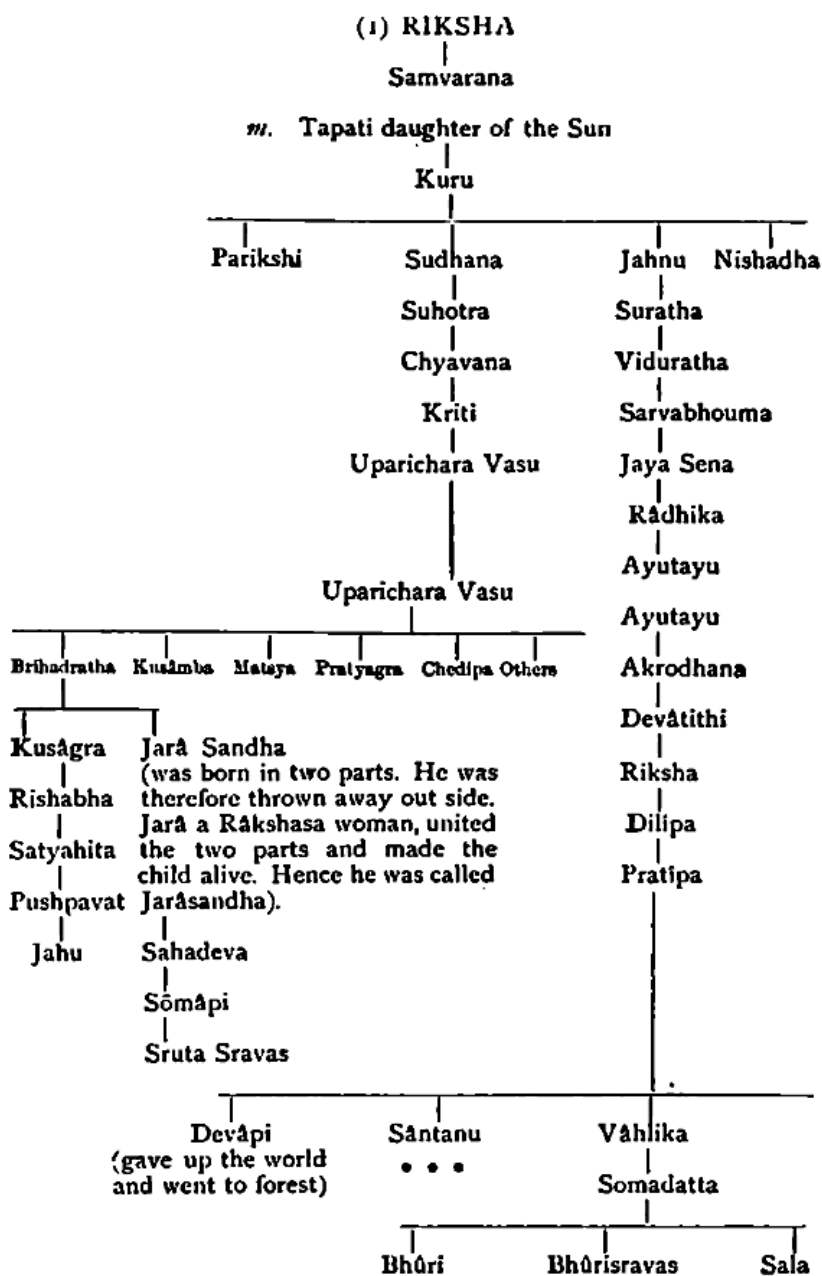 (1) RIKSHA
Samvarana
m. Tapati daughter of the Sun
Kuru
Parikshi Sudhana Jahnu Nishadha
Suhotra Suratha
Chyavana Viduratha
Kriti Sarvabhouma
Uparichara Vasu Jaya Sena
Râdhika
Ayutayu
Uparichara Vasu
Ayutayu
Brihadratha Kusâmba Matsya Pratyagra Chedipa Others
Akrodhana
Devâtithi
Kusâgra Jarâ Sandha
(was born in two parts. He was
Riksha
Rishabha therefore thrown away out side.
Jarâ a Râkshasa woman, united
Dilîpa
Satyahita the two parts and made the
child alive. Hence he was called
Pratîpa
Pushpavat Jarâsandha).
Jahu Sahadeva
Sômâpi
Sruta Sravas
Devâpi Sântanu Vâhlika
(gave up the world
and went to forest)
• • •
Somadatta
Bhûri Bhûrisravas Sala